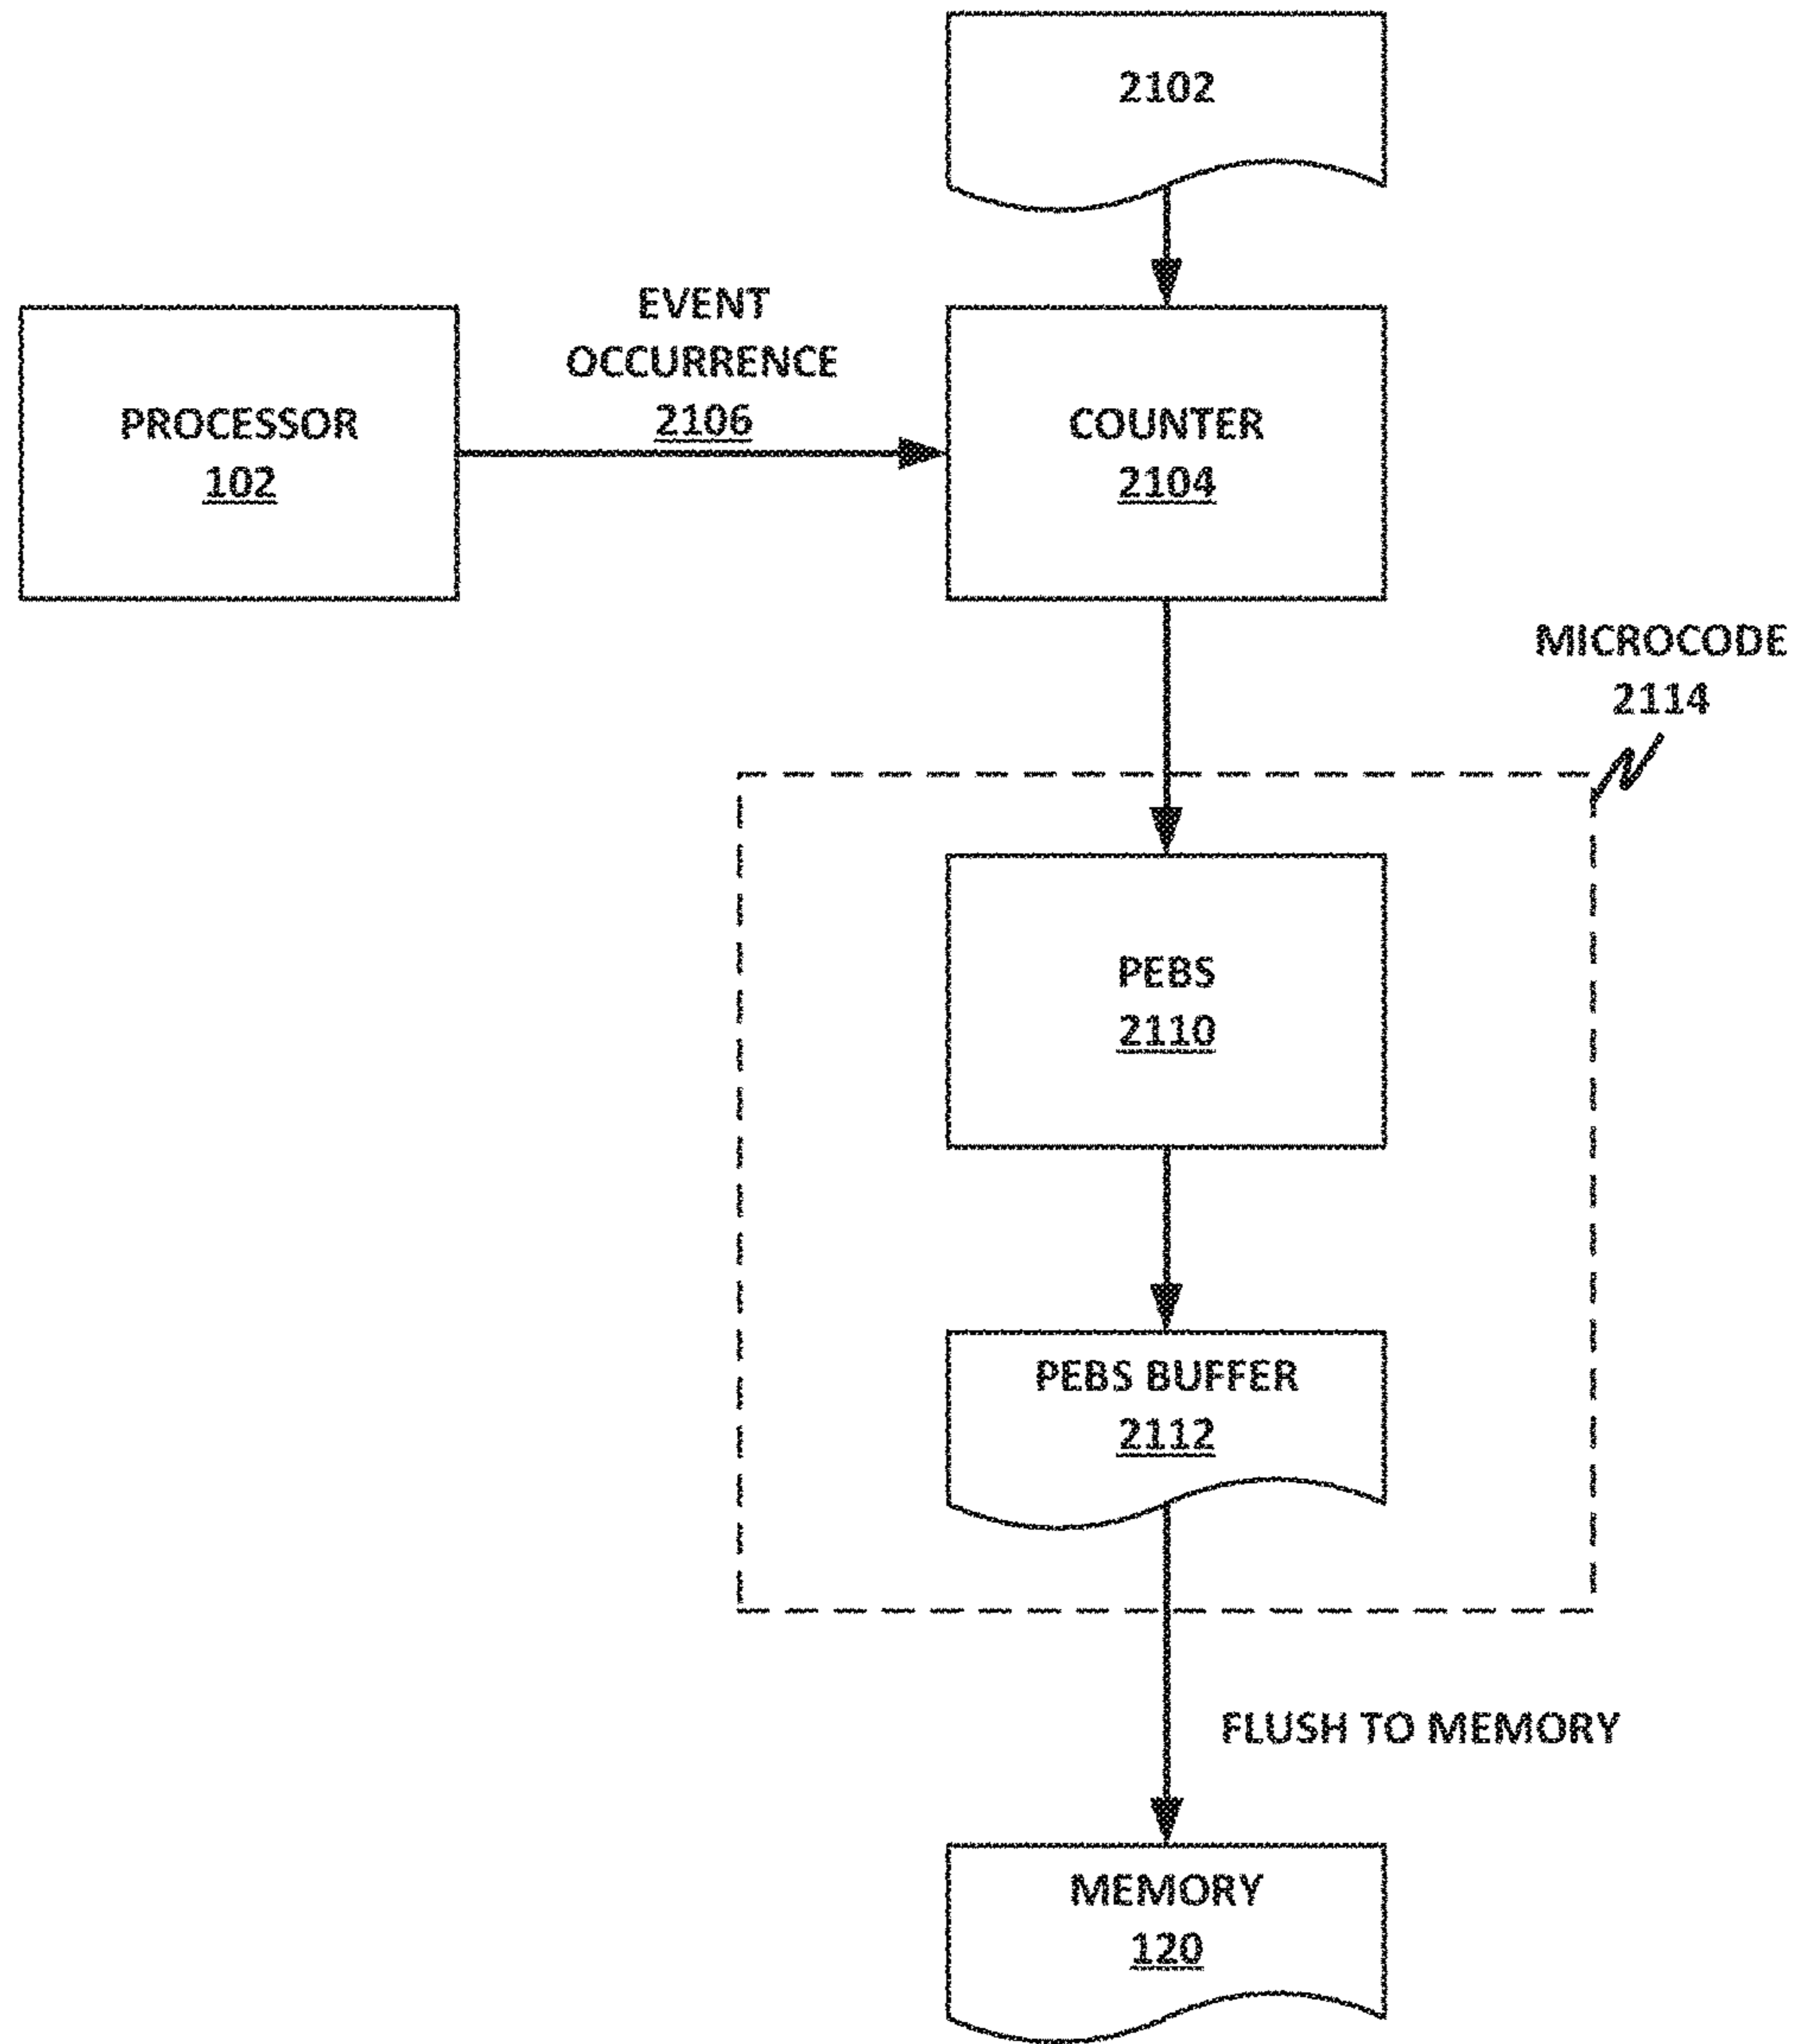 2102
EVENT
OCCURRENCE
2106
PROCESSOR
102
COUNTER
2104
MICROCODE
2114
PEBS
2110
PEBS BUFFER
2112
FLUSH TO MEMORY
MEMORY
120